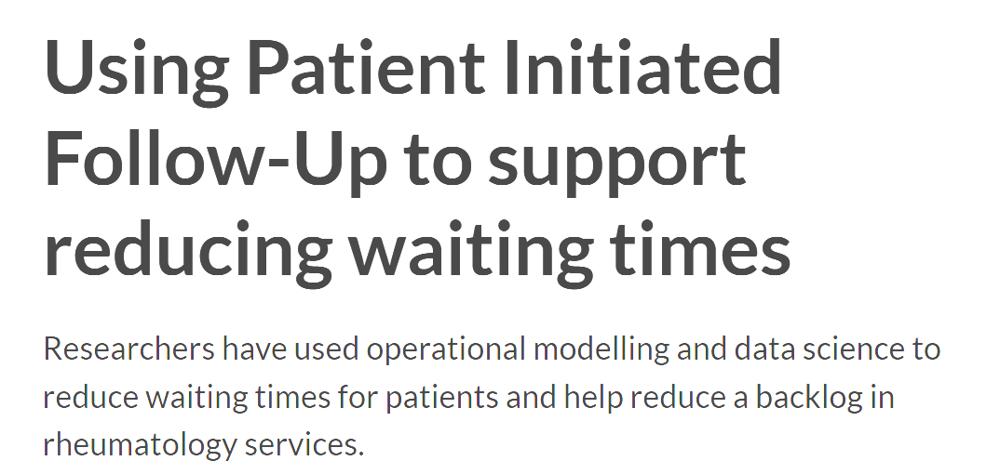 Using Patient Initiated
Follow-Up to support
reducing waiting times
Researchers have used operational modelling and data science to
reduce waiting times for patients and help reduce a backlog in
rheumatology services.